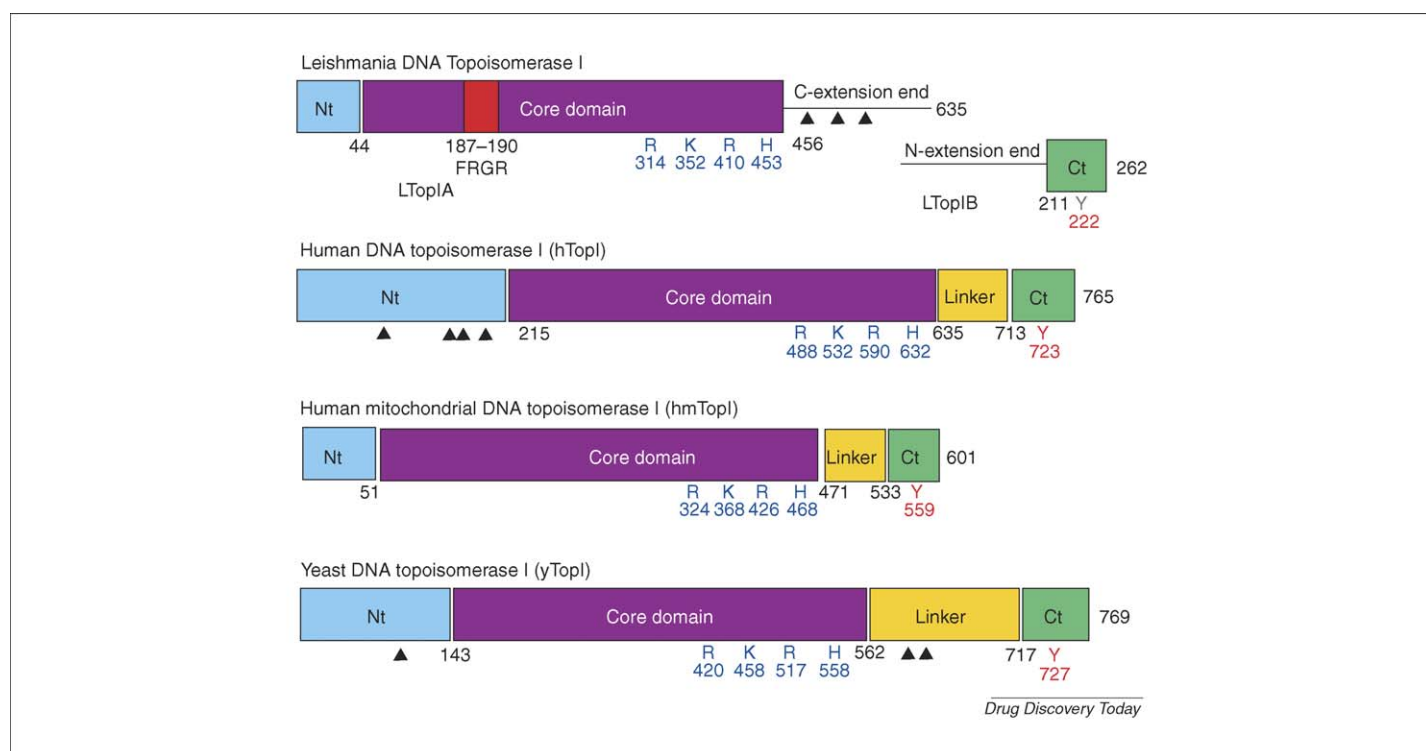 Leishmania DNA Topoisomerase I
C-extension end
Nt
Core domain
635
44
187–190
FRGR
R K R H
314 352 410 453
456
LTopIA
N-extension end
Ct
262
LTopIB
211 Y
222
Human DNA topoisomerase I (hTopI)
Nt
Core domain
Linker
Ct
765
215
R K R H
488 532 590 632
635
713
Y
723
Human mitochondrial DNA topoisomerase I (hmTopI)
Nt
Core domain
Linker
Ct
601
51
R K R H
324 368 426 468
471
533
Y
559
Yeast DNA topoisomerase I (yTopI)
Nt
Core domain
Linker
Ct
769
143
R K R H
420 458 517 558
562
717
Y
727
Drug Discovery Today